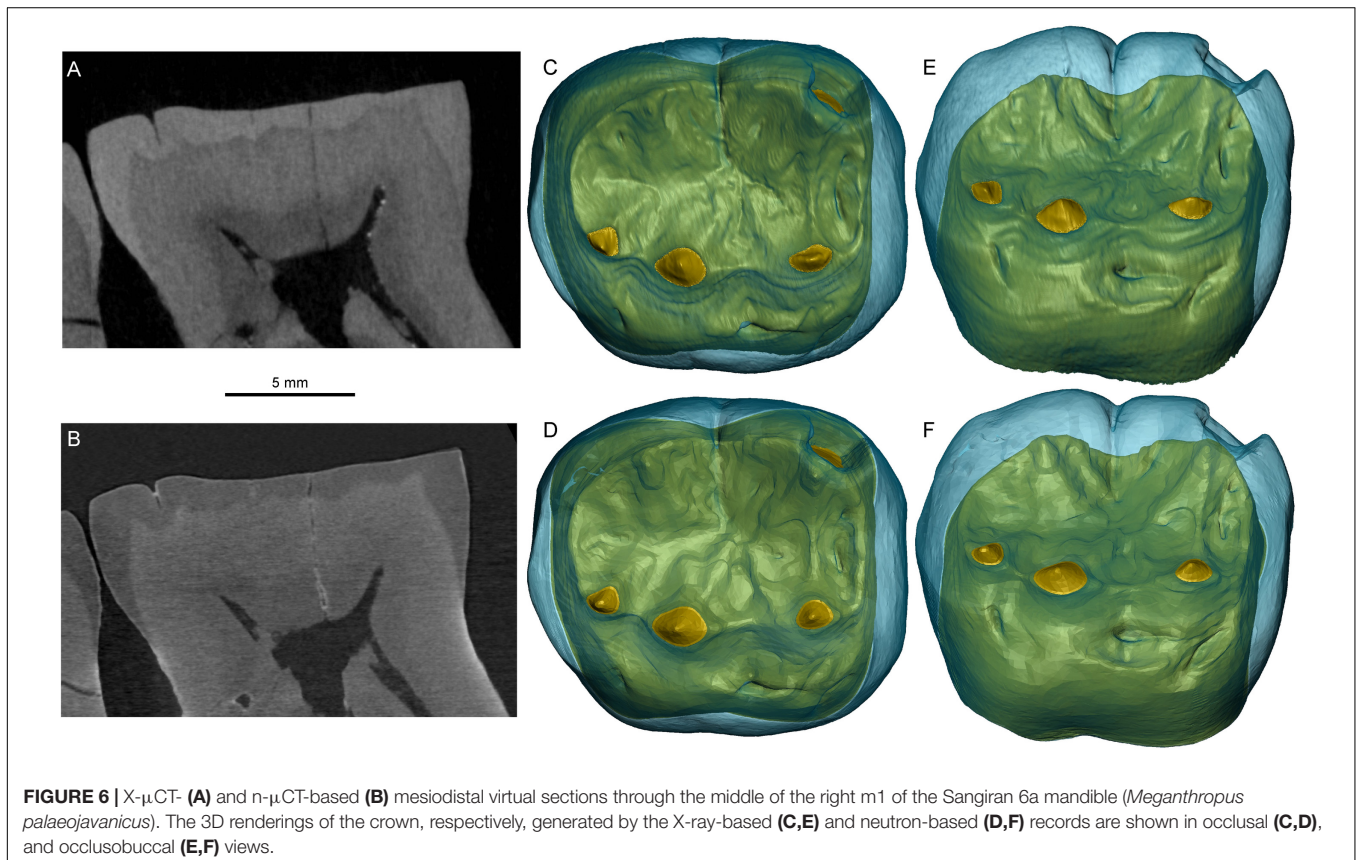 A
C
E
5 mm
B
D
F
FIGURE 6 | X-μCT- (A) and n-μCT-based (B) mesiodistal virtual sections through the middle of the right m1 of the Sangiran 6a mandible (Meganthropus
palaeojavanicus). The 3D renderings of the crown, respectively, generated by the X-ray-based (C,E) and neutron-based (D,F) records are shown in occlusal (C,D),
and occlusobuccal (E,F) views.